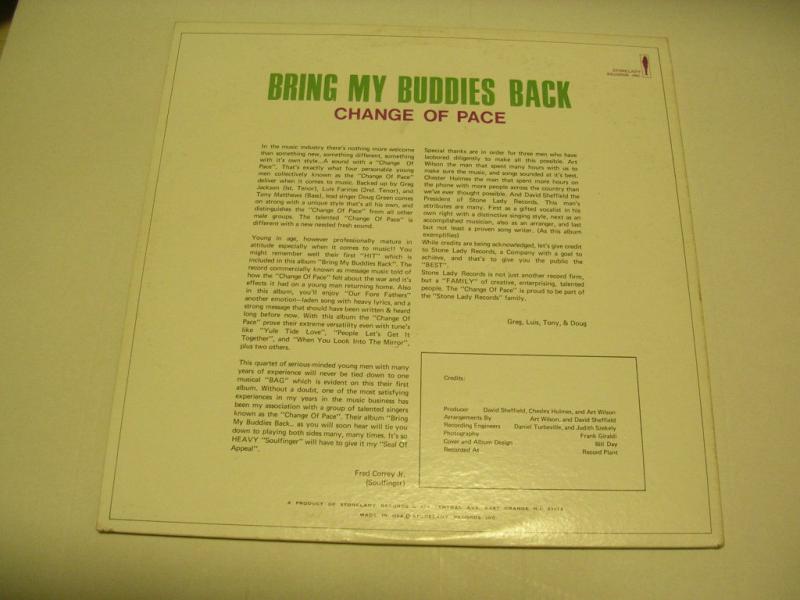 STONELADY
RECORDS INC.
BRING MY BUDDIES BACK
CHANGE OF PACE
In the music industry there's nothing more welcome
than something new, something different, something
with it's own style...A sound with a "Change Of
Pace". That's exactly what four personable young
men collectively known as the "Change Of Pace"
deliver when it comes to music. Backed up by Greg
Jackson (1st. Tenor), Luis Farinas (2nd. Tenor), and
Tony Matthews (Bass), lead singer Doug Green comes
on strong with a unique style that's all his own, and
distinguishes the "Change Of Pace" from all other
male groups. The talented "Change Of Pace" is
different with a new needed fresh sound.
Young in age, however professionally mature in
attitude especially when it comes to music!! You
might remember well their first "HIT" which is
included in this album "Bring My Buddies Back". The
record commercially known as message music told of
how the "Change Of Pace" felt about the war and it's
effects it had on a young man returning home. Also
in this album, you'll enjoy "Our Fore Fathers"
another emotion-laden song with heavy lyrics, and a
strong message that should have been written & heard
long before now. With this album the "Change Of
Pace" prove their extreme versatility even with tune's
like "Yule Tide Love", "People Let's Get It
Together", and "When You Look Into The Mirror",
plus two others.
This quartet of serious-minded young men with many
years of experience will never be tied down to one
musical "BAG" which is evident on this their first
album. Without a doubt, one of the most satisfying
experiences in my years in the music business has
been my association with a group of talented singers
known as the "Change Of Pace". Their album "Bring
My Buddies Back.. as you will soon hear will tie you
down to playing both sides many, many times. It's so
HEAVY "Soulfinger" will have to give it my "Seal Of
Appeal".
Fred Correy Jr.
(Soulfinger)
Special thanks are in order for three men who have
laobored diligently to make all this possible. Art
Wilson the man that spent many hours with us to
make sure the music, and songs sounded at it's best.
Chester Holmes the man that spent more hours on
the phone with more people across the country than
we've ever thought possible. And David Sheffield the
President of Stone Lady Records. This man's
attributes are many. First as a gifted vocalist in his
own right with a distinctive singing style, next as an
accomplished musician, also as an arranger, and last
but not least a proven song writer. (As this album
exemplifies)
While credits are being acknowledged, let's give credit
to Stone Lady Records, a Company with a goal to
achieve, and that's to give you the public the
"BEST".
Stone Lady Records is not just another record firm,
but a "FAMILY" of creative, enterprising, talented
people. The "Change Of Pace" is proud to be part of
the "Stone Lady Records" family.
Greg, Luis, Tony, & Doug
Credits:
Producer David Sheffield, Chester Holmes, and Art Wilson
Arrangements By Art Wilson, and David Sheffield
Recording Engineers Daniel Turbeville, and Judith Szekely
Photography Frank Giraldi
Cover and Album Design Bill Day
Recorded At Record Plant
A PRODUCT OF STONELADY RECORDS CENTRAL AVE. EAST ORANGE N.J.
MADE IN USA © STONELADY RECORDS INC.